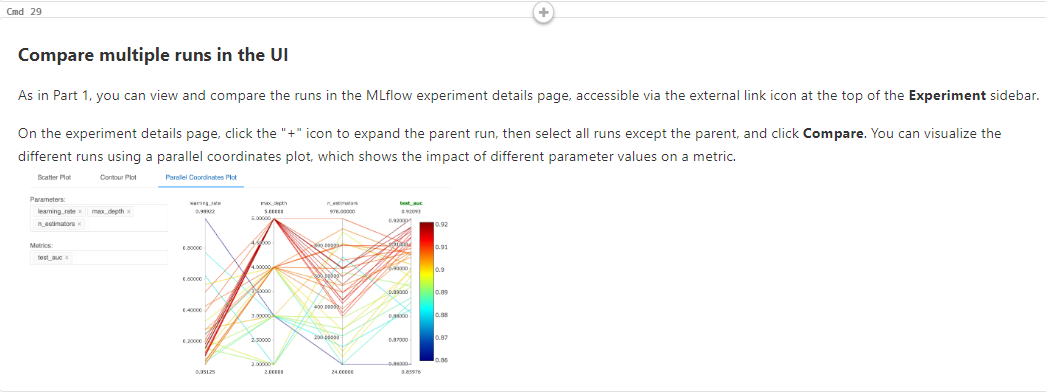 Cmd 29
Compare multiple runs in the UI
As in Part 1, you can view and compare the runs in the MLflow experiment details page, accessible via the external link icon at the top of the Experiment sidebar.
On the experiment details page, click the "+" icon to expand the parent run, then select all runs except the parent, and click Compare. You can visualize the
different runs using a parallel coordinates plot, which shows the impact of different parameter values on a metric.
Scatter Plot Contour Plot Parallel Coordinates Plot
Parameters:
learning_rate × max_depth ×
n_estimators ×
Metrics:
test_auc ×
learning_rate max_depth n_estimators test_auc
0.98922 5.00000 976.00000 0.92093
5.00000 0.92000
0.92
4.50000 0.91
0.80000
4.00000 0.90000 0.9
0.60000
3.50000 0.89000 0.89
0.40000 400.00000
3.00000 0.88000 0.88
0.20000 2.50000 200.00000 0.87000 0.87
2.00000 0.86000 0.86
0.05125 2.00000 24.00000 0.85976